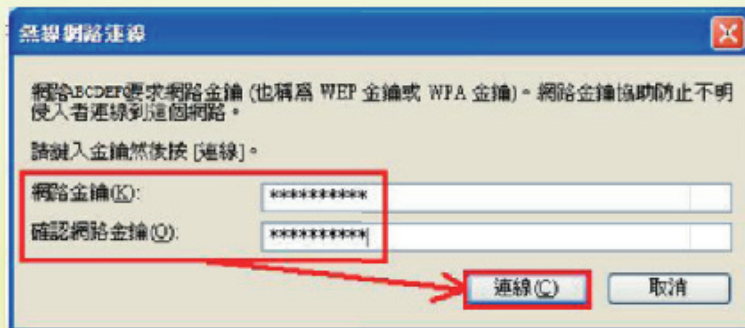 無線網路連線
網路ABCDEF要求網路金鑰 (也稱為 WEP 金鑰或 WPA 金鑰)。網路金鑰協助防止不明
侵入者連線到這個網路。
請鍵入金鑰然後按 [連線]。
網路金鑰(K): **********
確認網路金鑰(O): **********
連線(C) 取消